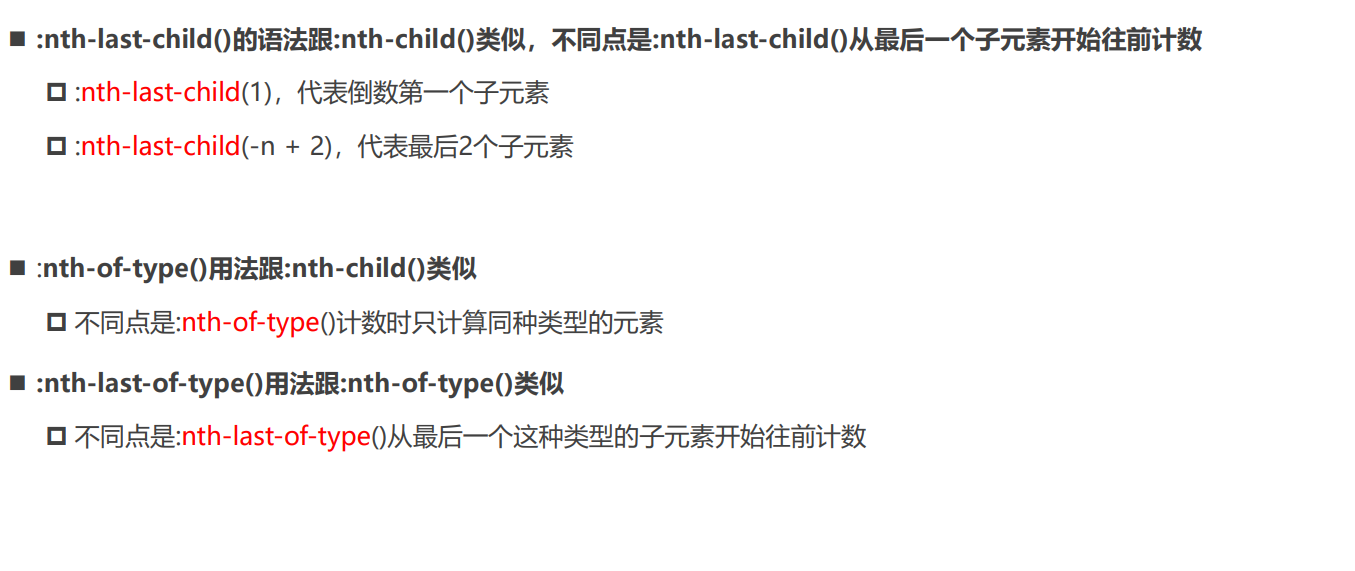 ■ :nth-last-child()的语法跟:nth-child()类似，不同点是:nth-last-child()从最后一个子元素开始往前计数
:nth-last-child(1)，代表倒数第一个子元素
:nth-last-child(-n + 2)，代表最后2个子元素
■ :nth-of-type()用法跟:nth-child()类似
不同点是:nth-of-type()计数时只计算同种类型的元素
■ :nth-last-of-type()用法跟:nth-of-type()类似
不同点是:nth-last-of-type()从最后一个这种类型的子元素开始往前计数